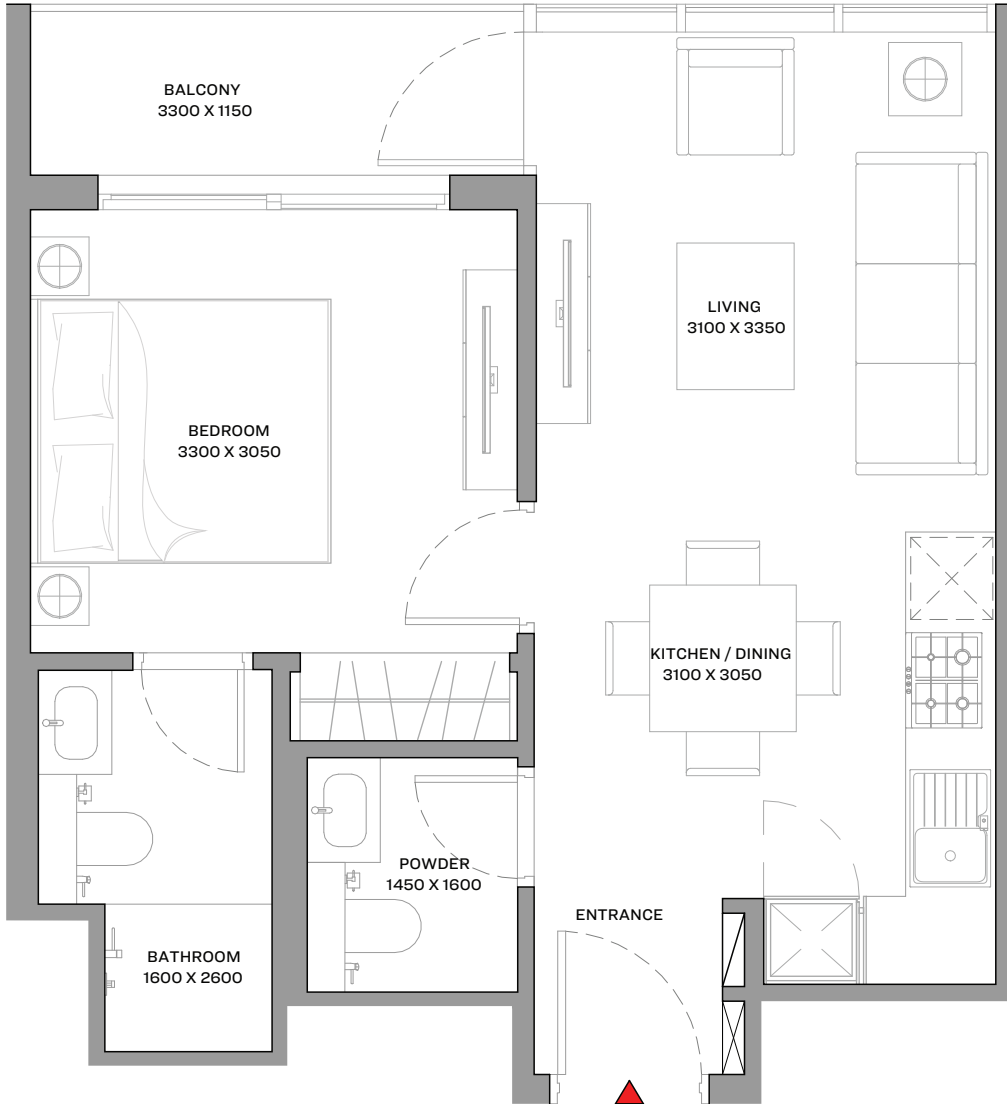 BALCONY
3300 X 1150
LIVING
3100 X 3350
BEDROOM
3300 X 3050
KITCHEN / DINING
3100 X 3050
POWDER
1450 X 1600
ENTRANCE
BATHROOM
1600 X 2600